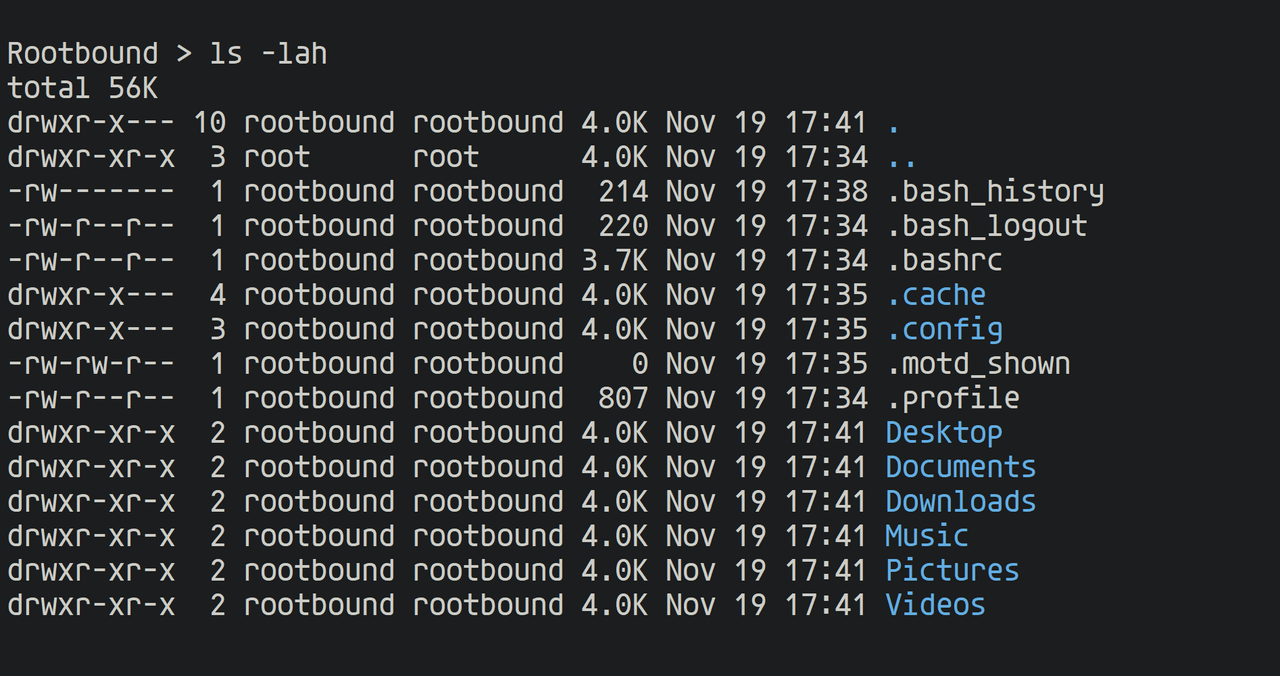 Rootbound > ls -lah
total 56K
drwxr-x--- 10 rootbound rootbound 4.0K Nov 19 17:41 .
drwxr-xr-x  3 root      root      4.0K Nov 19 17:34 ..
-rw-------  1 rootbound rootbound  214 Nov 19 17:38 .bash_history
-rw-r--r--  1 rootbound rootbound  220 Nov 19 17:34 .bash_logout
-rw-r--r--  1 rootbound rootbound 3.7K Nov 19 17:34 .bashrc
drwxr-x---  4 rootbound rootbound 4.0K Nov 19 17:35 .cache
drwxr-x---  3 rootbound rootbound 4.0K Nov 19 17:35 .config
-rw-rw-r--  1 rootbound rootbound    0 Nov 19 17:35 .motd_shown
-rw-r--r--  1 rootbound rootbound  807 Nov 19 17:34 .profile
drwxr-xr-x  2 rootbound rootbound 4.0K Nov 19 17:41 Desktop
drwxr-xr-x  2 rootbound rootbound 4.0K Nov 19 17:41 Documents
drwxr-xr-x  2 rootbound rootbound 4.0K Nov 19 17:41 Downloads
drwxr-xr-x  2 rootbound rootbound 4.0K Nov 19 17:41 Music
drwxr-xr-x  2 rootbound rootbound 4.0K Nov 19 17:41 Pictures
drwxr-xr-x  2 rootbound rootbound 4.0K Nov 19 17:41 Videos